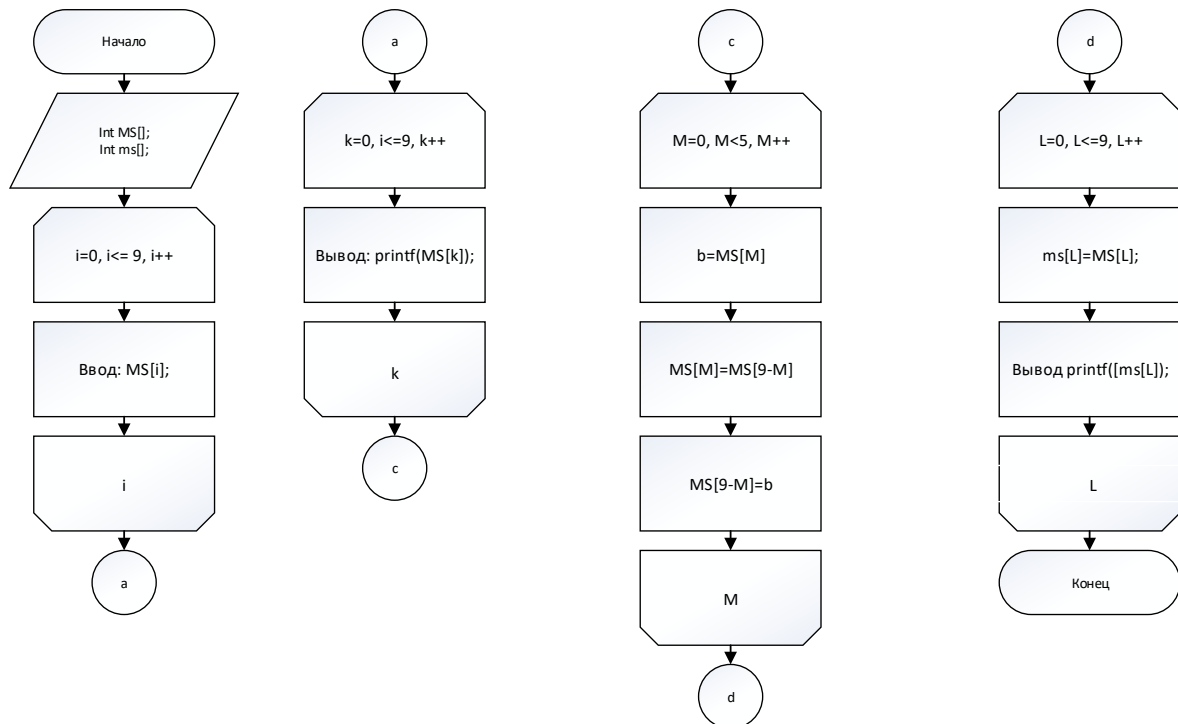 Начало
Int MS[];
Int ms[];
i=0, i<= 9, i++
Ввод: MS[i];
i
a
a
k=0, i<=9, k++
Вывод: printf(MS[k]);
k
c
c
M=0, M<5, M++
b=MS[M]
MS[M]=MS[9-M]
MS[9-M]=b
M
d
d
L=0, L<=9, L++
ms[L]=MS[L];
Вывод printf([ms[L]);
L
Конец